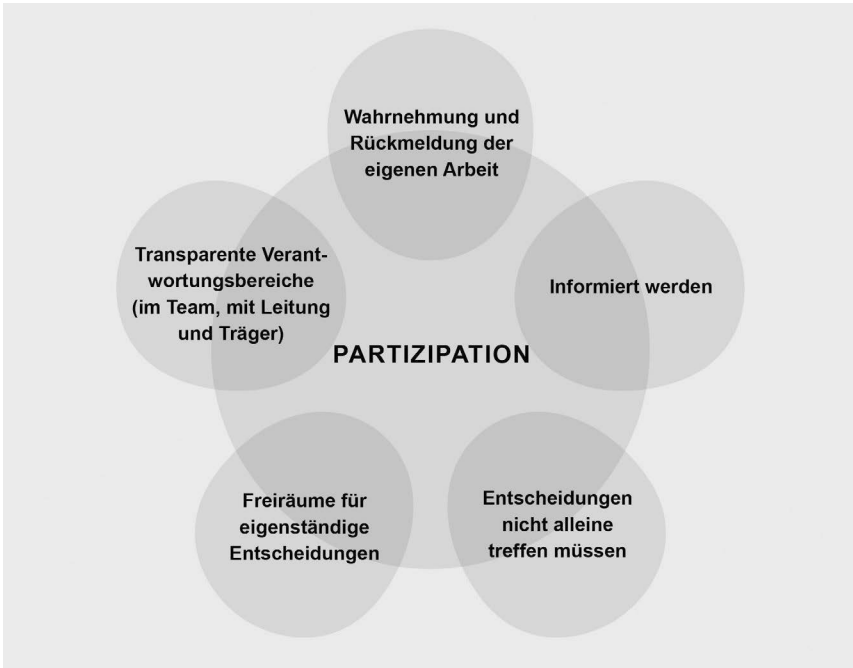 Wahrnehmung und
Rückmeldung der
eigenen Arbeit
Transparente Verant-
wortungsbereiche
(im Team, mit Leitung
und Träger)
Informiert werden
PARTIZIPATION
Freiräume für
eigenständige
Entscheidungen
Entscheidungen
nicht alleine
treffen müssen